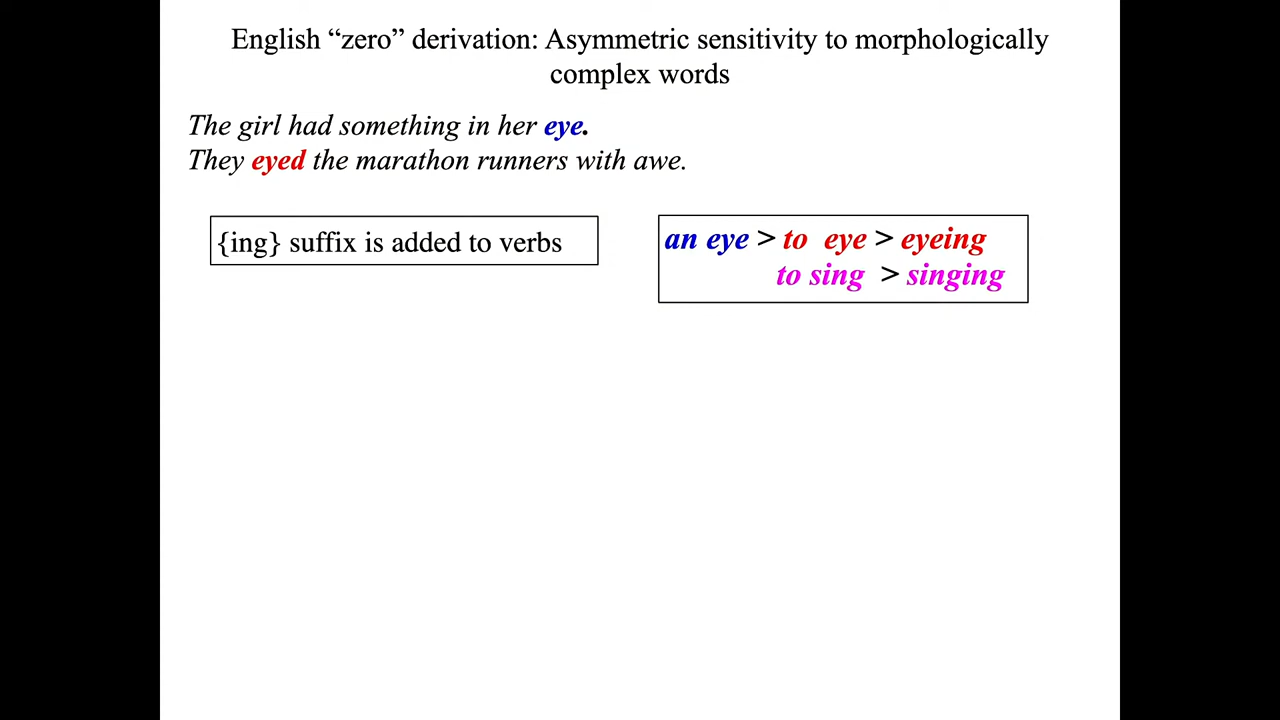 English “zero” derivation: Asymmetric sensitivity to morphologically
complex words
The girl had something in her eye.
They eyed the marathon runners with awe.
{ing} suffix is added to verbs
an eye > to eye > eyeing
to sing > singing